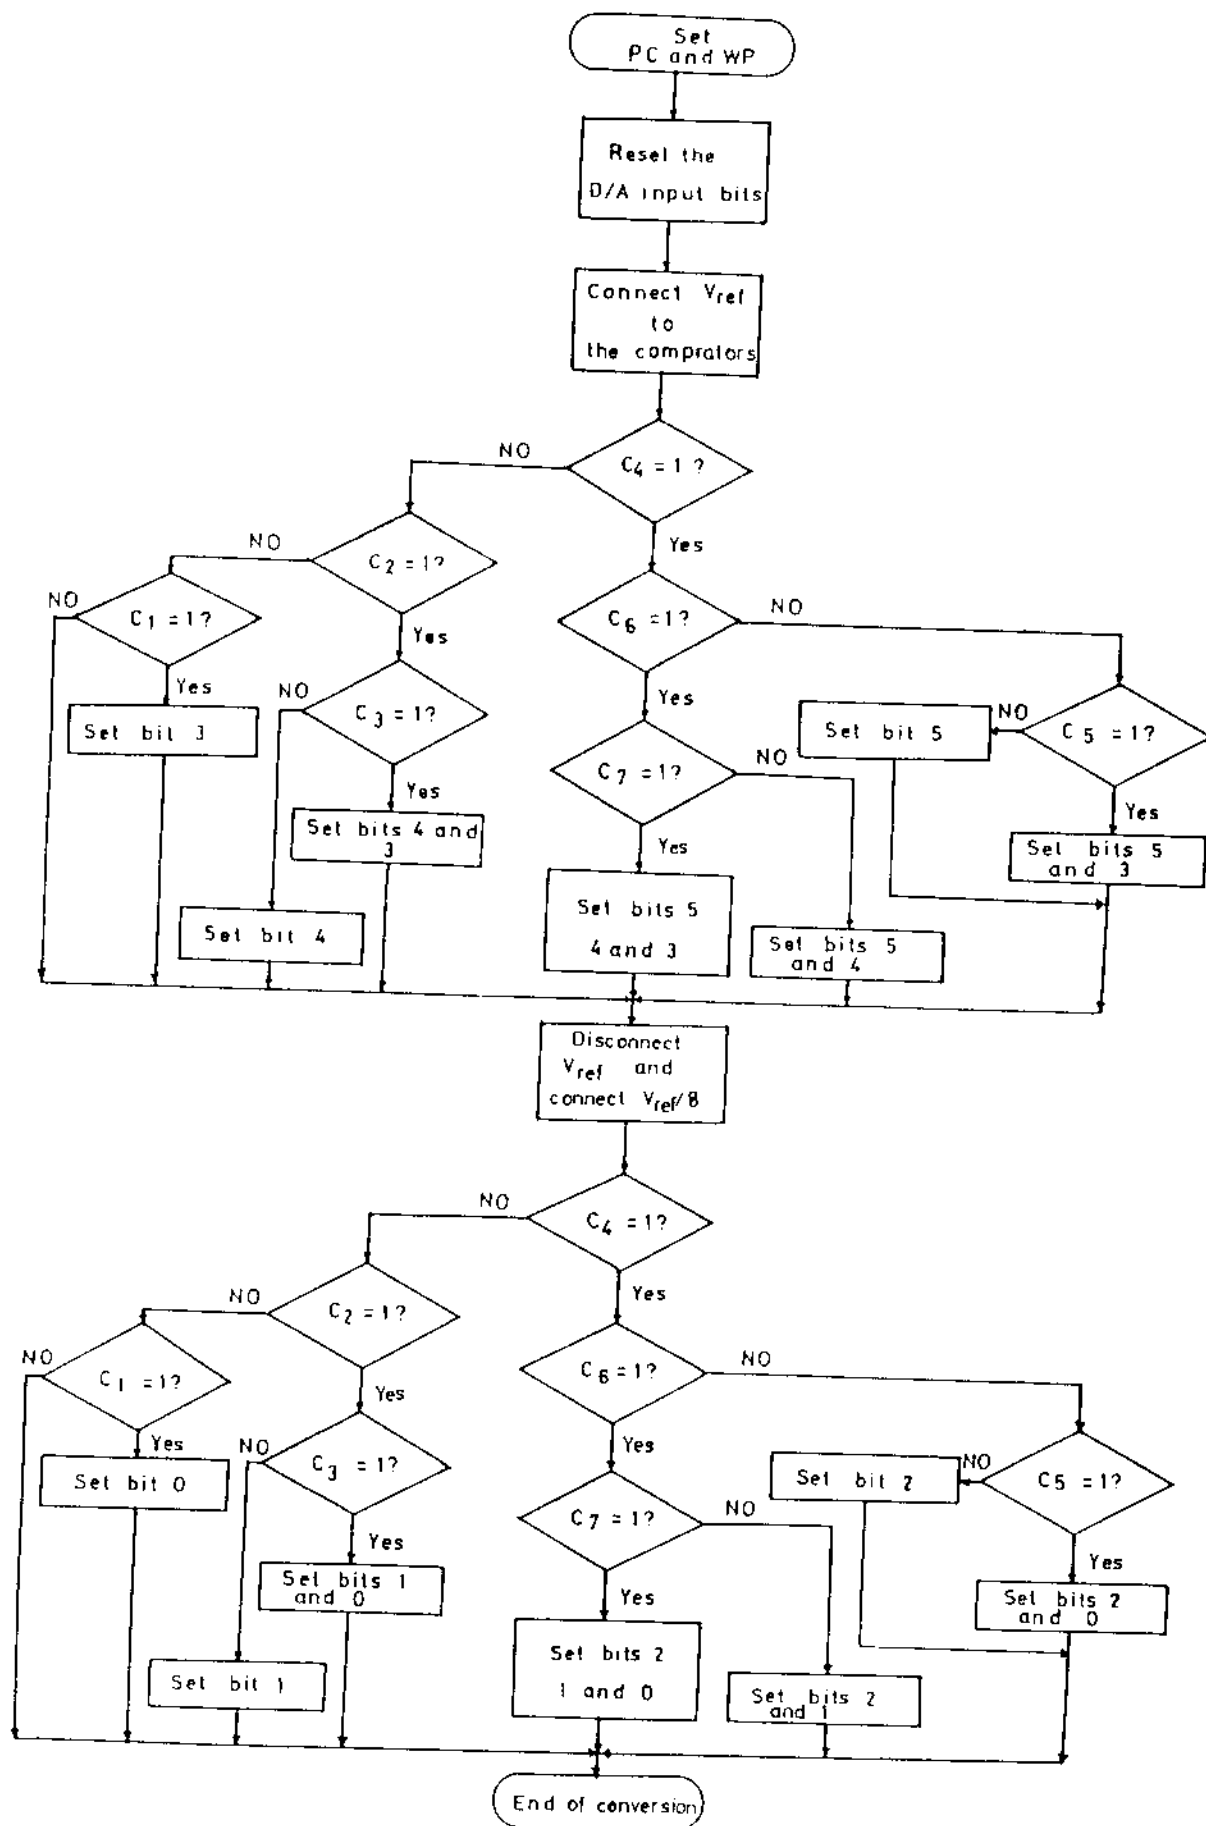 Set
PC and WP
Resel the
D/A input bits
Connect Vref
to
the comprators
NO
C4 = 1 ?
NO
C2 = 1?
Yes
NO
C1 = 1?
C6 = 1?
NO
Yes
Yes
NO
C3 = 1?
Yes
Set bit 3
Set bit 5
NO
C5 = 1?
C7 = 1?
NO
Yes
Yes
Set bits 4 and
3
Yes
Set bits 5
and 3
Set bit 4
Set bits 5
4 and 3
Set bits 5
and 4
Disconnect
Vref and
connect Vref/8
NO
C4 = 1?
Yes
NO
C2 = 1?
NO
C1 = 1?
C6 = 1?
NO
Yes
Yes
NO
C3 = 1?
Yes
Set bit 0
Set bit 2
NO
C5 = 1?
C7 = 1?
NO
Yes
Yes
Set bits 1
and 0
Yes
Set bits 2
and 0
Set bit 1
Set bits 2
1 and 0
Set bits 2
and 1
End of conversion